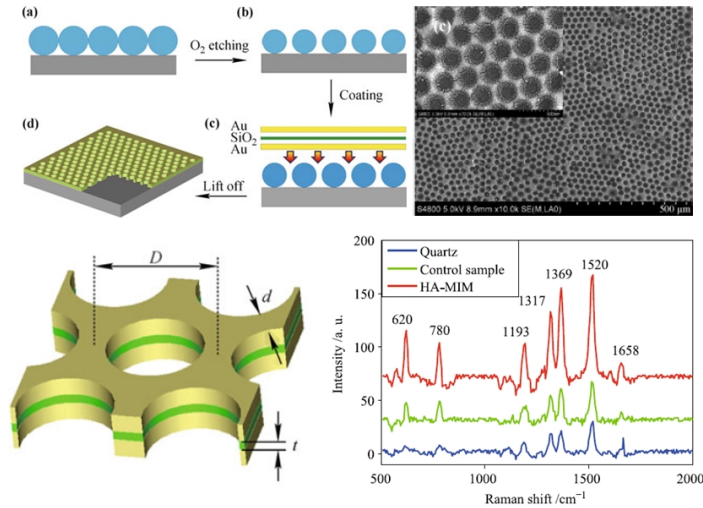 (a)
O₂ etching
(b)
Coating
(c)
Au
SiO₂
Au
Lift off
(d)
(e)
S4800 5.0kV 8.9mm x10.0k SE(M,LA0)
500 μm
D
d
t
Quartz
Control sample
HA-MIM
Intensity /a. u.
200
150
100
50
0
620
780
1193
1317
1369
1520
1658
500
1000
1500
2000
Raman shift /cm⁻¹